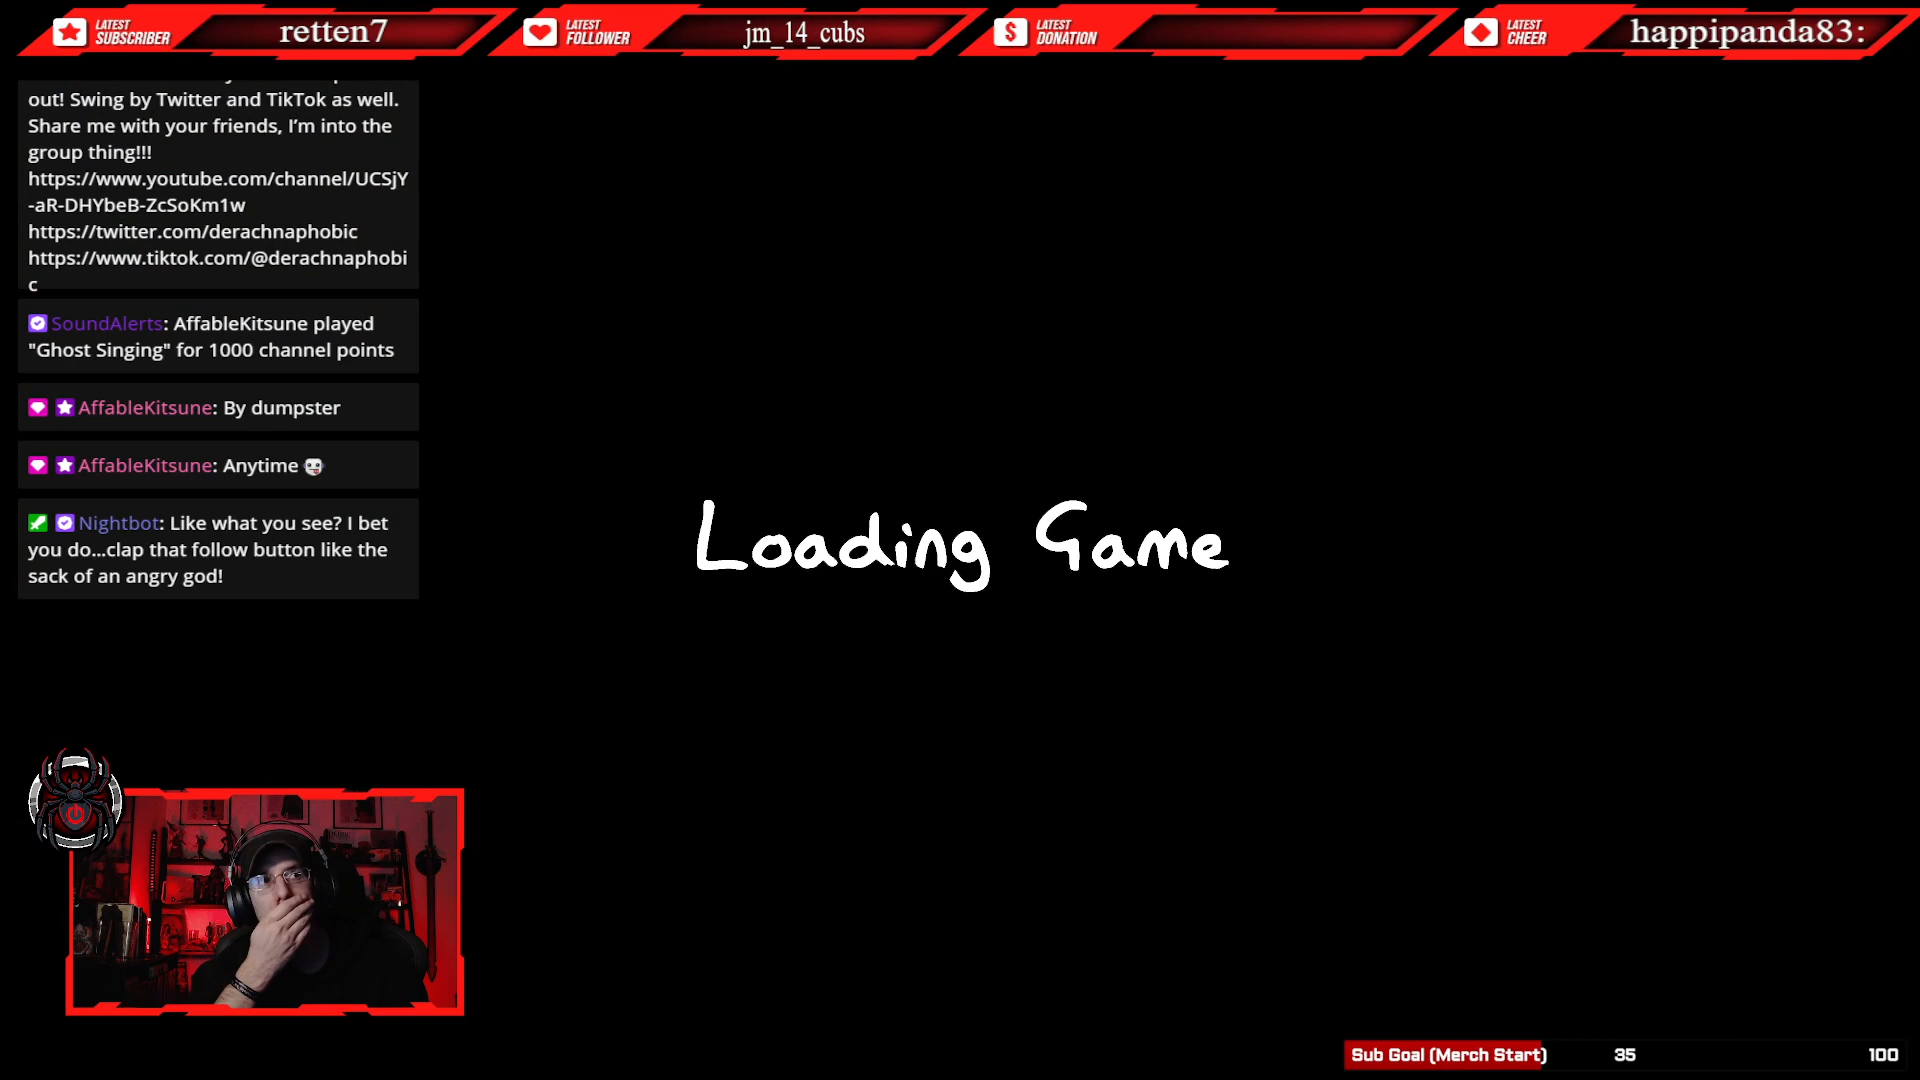 LATEST SUBSCRIBER
retten7
LATEST FOLLOWER
jm_14_cubs
LATEST DONATION
LATEST CHEER
happipanda83:
out! Swing by Twitter and TikTok as well.
Share me with your friends, I’m into the
group thing!!!
https://www.youtube.com/channel/UCSjY
-aR-DHYbeB-ZcSoKm1w
https://twitter.com/derachnaphobic
https://www.tiktok.com/@derachnaphobi
c
SoundAlerts: AffableKitsune played
"Ghost Singing" for 1000 channel points
AffableKitsune: By dumpster
AffableKitsune: Anytime
Nightbot: Like what you see? I bet
you do...clap that follow button like the
sack of an angry god!
Loading Game
Sub Goal (Merch Start) 35 100